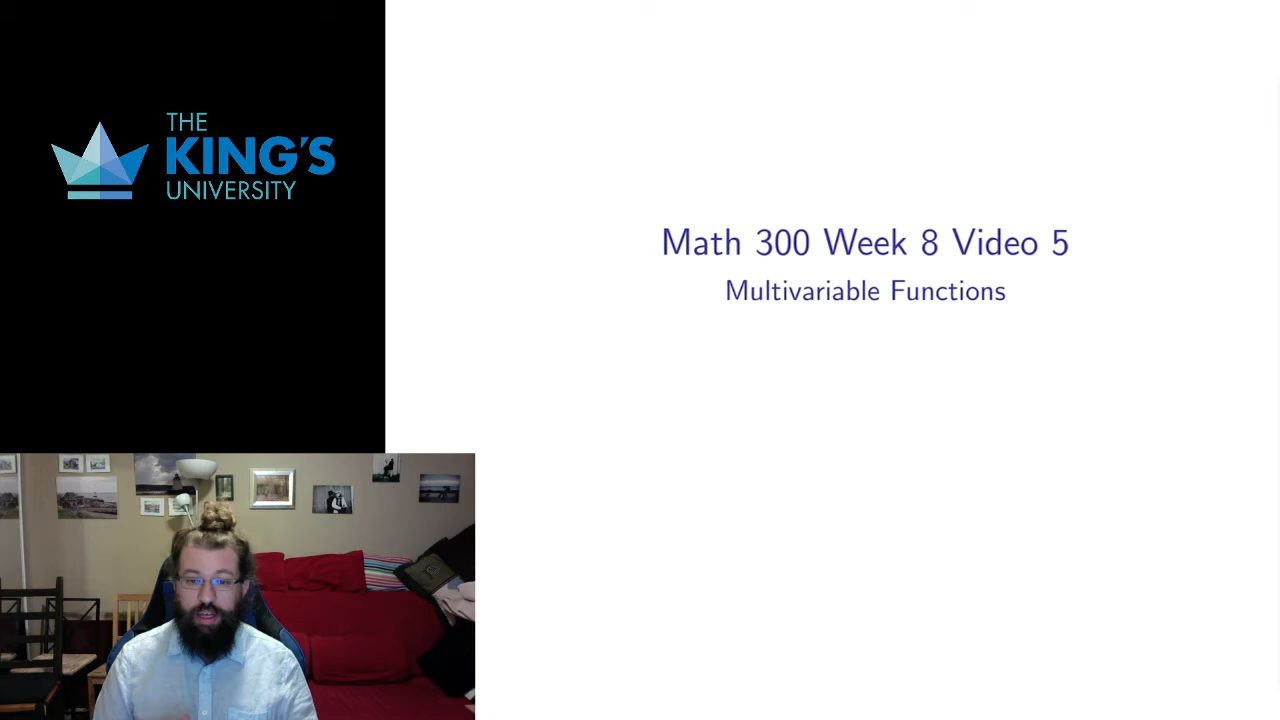 THE
KING'S
UNIVERSITY
Math 300 Week 8 Video 5
Multivariable Functions